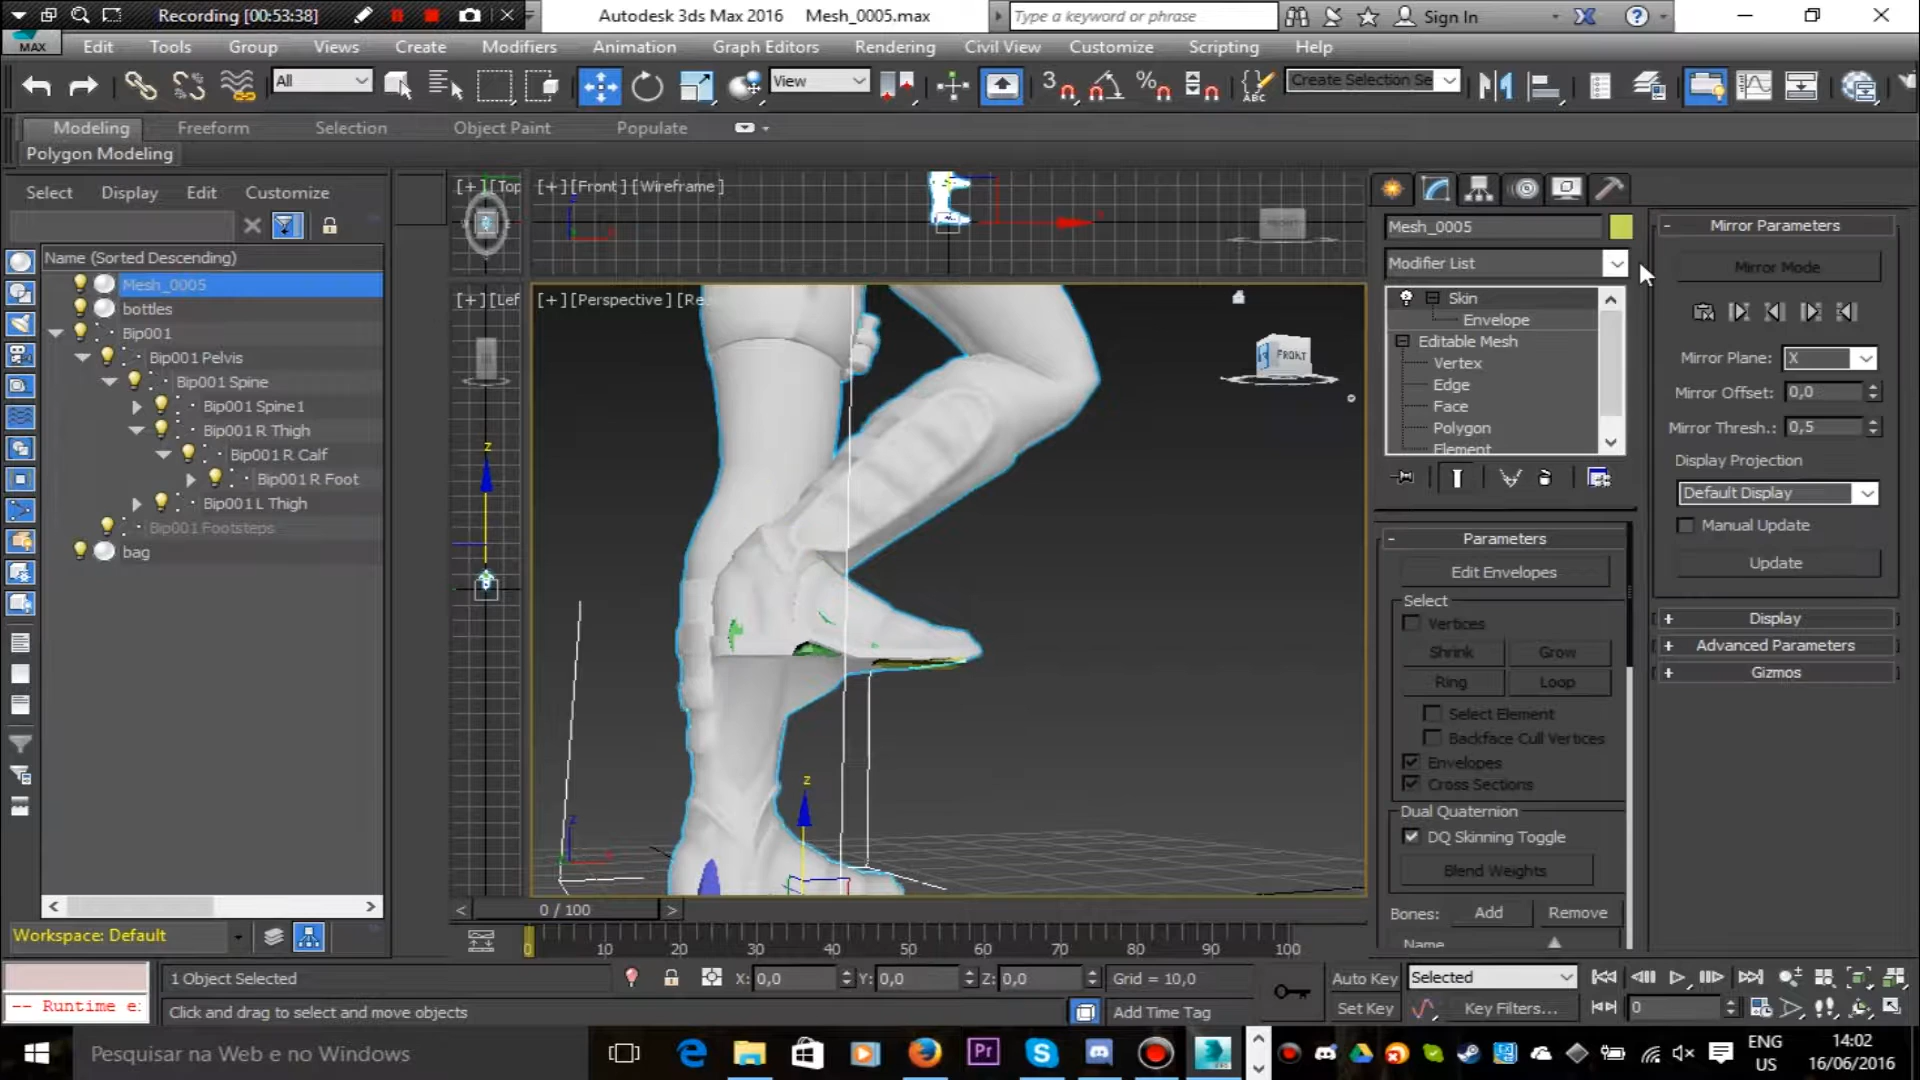 Recording [00:53:38]
Autodesk 3ds Max 2016 Mesh_0005.max
Type a keyword or phrase
Sign In
MAX
Edit Tools Group Views Create Modifiers Animation Graph Editors Rendering Civil View Customize Scripting Help
All
View
3
ABC
Create Selection Se
Modeling Freeform Selection Object Paint Populate
Polygon Modeling
Select Display Edit Customize
Name (Sorted Descending)
Mesh_0005
bottles
Bip001
Bip001 Pelvis
Bip001 Spine
Bip001 Spine1
Bip001 R Thigh
Bip001 R Calf
Bip001 R Foot
Bip001 L Thigh
Bip001 Footsteps
bag
Workspace: Default
[+][Top
[+][Front][Wireframe]
FRONT
[+][Left
[+][Perspective][Re
FRONT
z
z
z
0 / 100
0 10 20 30 40 50 60 70 80 90 100
Mesh_0005
Modifier List
Skin
Envelope
Editable Mesh
Vertex
Edge
Face
Polygon
Element
Parameters
Edit Envelopes
Select
Vertices
Shrink Grow
Ring Loop
Select Element
Backface Cull Vertices
Envelopes
Cross Sections
Dual Quaternion
DQ Skinning Toggle
Blend Weights
Bones: Add Remove
Name
Mirror Parameters
Mirror Mode
Mirror Plane: X
Mirror Offset: 0,0
Mirror Thresh.: 0,5
Display Projection
Default Display
Manual Update
Update
Display
Advanced Parameters
Gizmos
1 Object Selected
X: 0,0 Y: 0,0 Z: 0,0 Grid = 10,0
Auto Key Selected
-- Runtime e:
Click and drag to select and move objects
Add Time Tag
Set Key Key Filters... 0
Pesquisar na Web e no Windows
Pr
ENG
US
14:02
16/06/2016